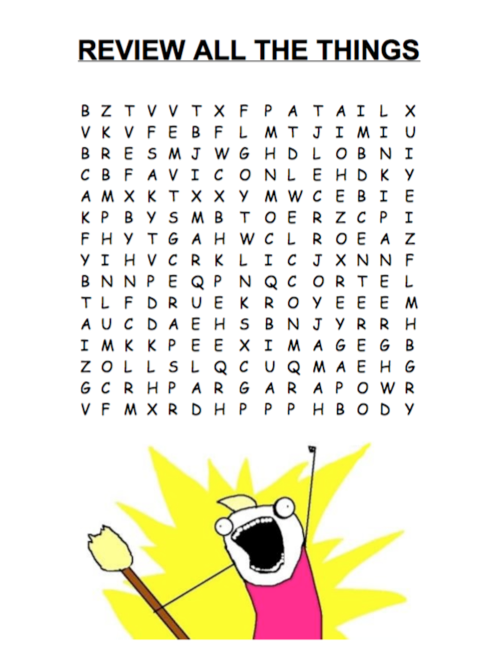 REVIEW ALL THE THINGS
B Z T V V T X F P A T A I L X
V K V F E B F L M T J I M I U
B R E S M J W G H D L O B N I
C B F A V I C O N L E H D K Y
A M X K T X X Y M W C E B I E
K P B Y S M B T O E R Z C P I
F H Y T G A H W C L R O E A Z
Y I H V C R K L I C J X N N F
B N N P E Q P N Q C O R T E L
T L F D R U E K R O Y E E E M
A U C D A E H S B N J Y R R H
I M K K P E E X I M A G E G B
Z O L L S L Q C U Q M A E H G
G C R H P A R G A R A P O W R
V F M X R D H P P P H B O D Y